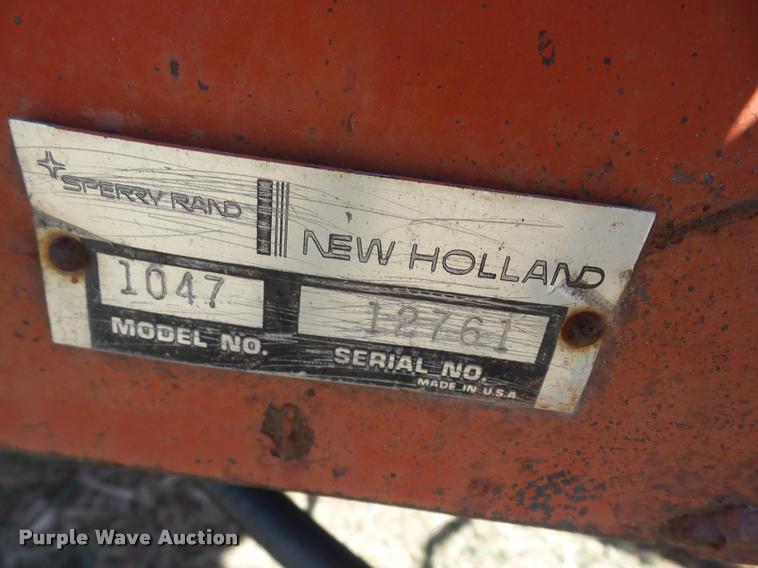 SPERRY RAND
NEW HOLLAND
1047
12761
MODEL NO.
SERIAL NO.
MADE IN U.S.A.
Purple Wave Auction